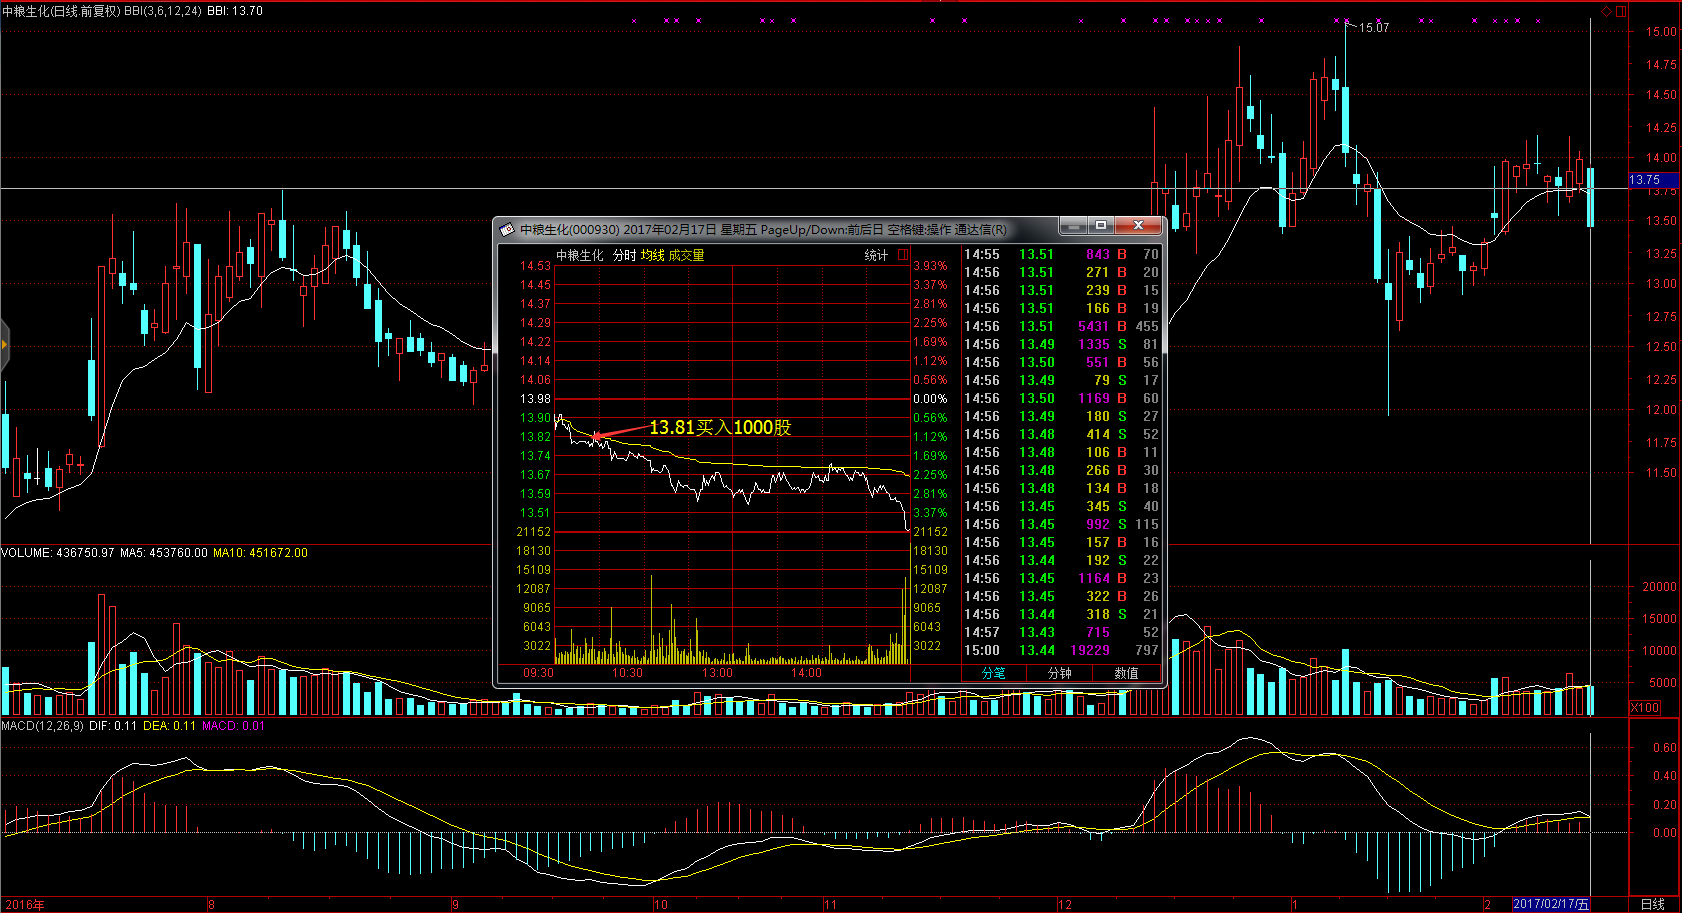 中粮生化(日线.前复权) BBI(3,6,12,24) BBI: 13.70
15.07
15.00
14.75
14.50
14.25
14.00
13.75
13.50
13.25
13.00
12.75
12.50
12.25
12.00
11.75
11.50
中粮生化(000930) 2017年02月17日 星期五 PageUp/Down:前后日 空格键:操作 通达信(R)
中粮生化 分时 均线 成交量 统计
14.53 3.93%
14.45 3.37%
14.37 2.81%
14.29 2.25%
14.22 1.69%
14.14 1.12%
14.06 0.56%
13.98 0.00%
13.90 0.56%
13.82 1.12%
13.74 1.69%
13.67 2.25%
13.59 2.81%
13.51 3.37%
21152 21152
18130 18130
15109 15109
12087 12087
9065 9065
6043 6043
3022 3022
13.81买入1000股
09:30 10:30 13:00 14:00
14:55 13.51 843 B 70
14:56 13.51 271 B 20
14:56 13.51 239 B 15
14:56 13.51 166 B 19
14:56 13.51 5431 B 455
14:56 13.49 1335 S 81
14:56 13.50 551 B 56
14:56 13.49 79 S 17
14:56 13.50 1169 B 60
14:56 13.49 180 S 27
14:56 13.48 414 S 52
14:56 13.48 106 B 11
14:56 13.48 266 B 30
14:56 13.48 134 B 18
14:56 13.45 345 S 40
14:56 13.45 992 S 115
14:56 13.45 157 B 16
14:56 13.44 192 S 22
14:56 13.45 1164 B 23
14:56 13.45 322 B 26
14:56 13.44 318 S 21
14:57 13.43 715 52
15:00 13.44 19229 797
分笔 分钟 数值
VOLUME: 436750.97 MA5: 453760.00 MA10: 451672.00
20000
15000
10000
5000
X100
MACD(12,26,9) DIF: 0.11 DEA: 0.11 MACD: 0.01
0.60
0.40
0.20
0.00
2016年 8 9 10 11 12 1 2 2017/02/17/五 日线